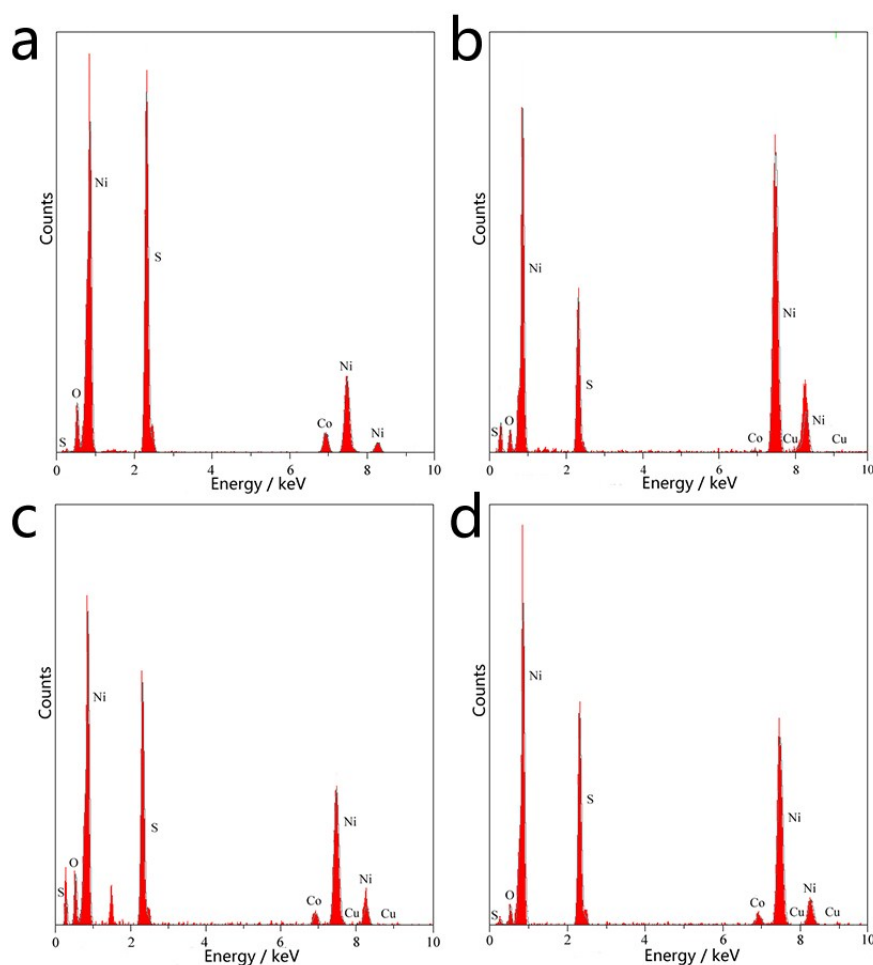 a
Counts
Ni
S
O
S
Co
Ni
Ni
0 2 4 6 8 10
Energy / keV
b
Counts
Ni
S
S
O
Ni
Co
Cu
Ni
Cu
0 2 4 6 8 10
Energy / keV
c
Counts
Ni
S
S
O
Ni
Co
Cu
Ni
Cu
0 2 4 6 8 10
Energy / keV
d
Counts
Ni
S
S
O
Ni
Co
Cu
Ni
Cu
0 2 4 6 8 10
Energy / keV